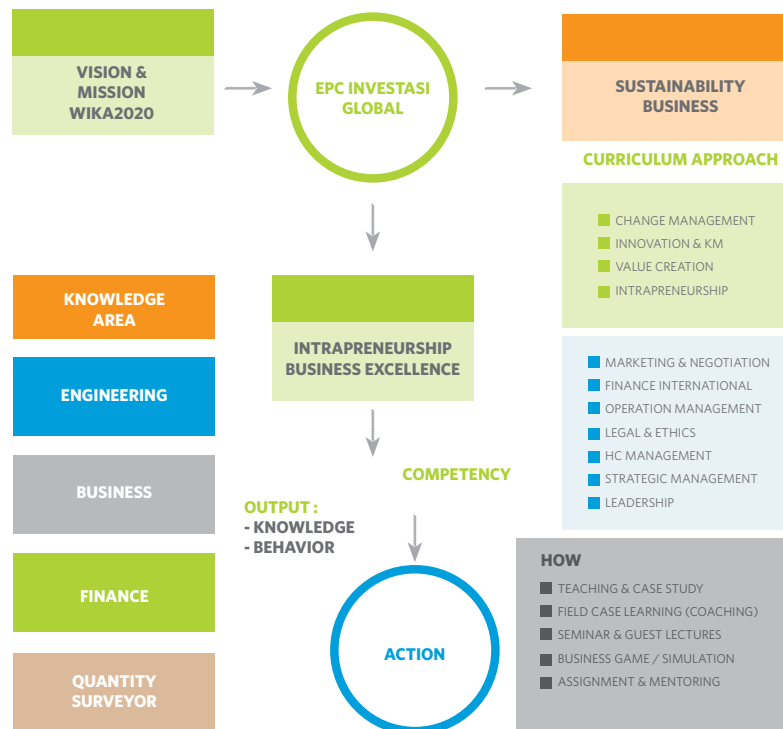 VISION &
MISSION
WIKA2020
EPC INVESTASI
GLOBAL
SUSTAINABILITY
BUSINESS
CURRICULUM APPROACH
CHANGE MANAGEMENT
INNOVATION & KM
VALUE CREATION
INTRAPRENEURSHIP
KNOWLEDGE
AREA
ENGINEERING
BUSINESS
FINANCE
QUANTITY
SURVEYOR
INTRAPRENEURSHIP
BUSINESS EXCELLENCE
COMPETENCY
OUTPUT :
- KNOWLEDGE
- BEHAVIOR
ACTION
MARKETING & NEGOTIATION
FINANCE INTERNATIONAL
OPERATION MANAGEMENT
LEGAL & ETHICS
HC MANAGEMENT
STRATEGIC MANAGEMENT
LEADERSHIP
HOW
TEACHING & CASE STUDY
FIELD CASE LEARNING (COACHING)
SEMINAR & GUEST LECTURES
BUSINESS GAME / SIMULATION
ASSIGNMENT & MENTORING